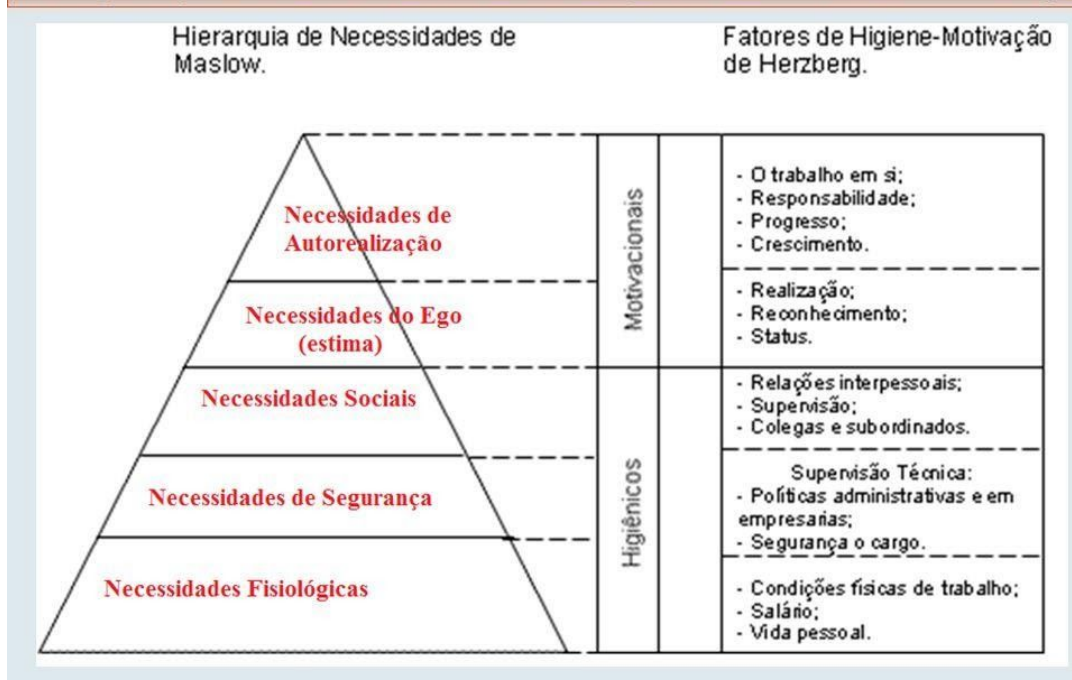 Hierarquia de Necessidades de
Maslow.
Fatores de Higiene-Motivação
de Herzberg.
Necessidades de
Autorealização
Necessidades do Ego
(estima)
Necessidades Sociais
Necessidades de Segurança
Necessidades Fisiológicas
Motivacionais
Higiênicos
- O trabalho em si;
- Responsabilidade;
- Progresso;
- Crescimento.
- Realização;
- Reconhecimento;
- Status.
- Relações interpessoais;
- Supervisão;
- Colegas e subordinados.
Supervisão Técnica:
- Políticas administrativas e em
empresarias;
- Segurança o cargo.
- Condições físicas de trabalho;
- Salário;
- Vida pessoal.